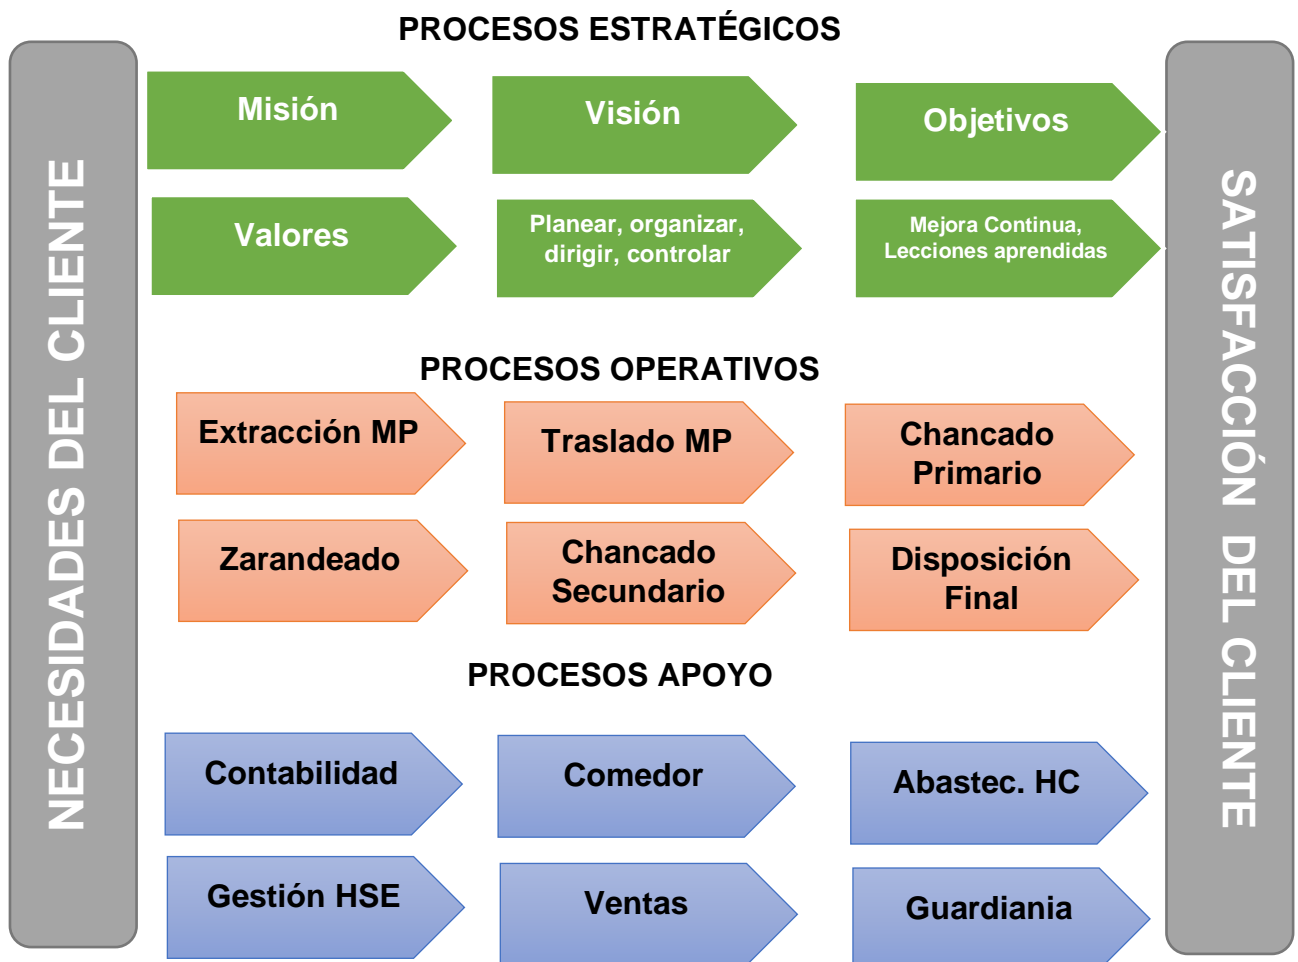 PROCESOS ESTRATÉGICOS
NECESIDADES DEL CLIENTE
Misión
Visión
Objetivos
Valores
Planear, organizar,
dirigir, controlar
Mejora Continua,
Lecciones aprendidas
PROCESOS OPERATIVOS
Extracción MP
Traslado MP
Chancado
Primario
Zarandeado
Chancado
Secundario
Disposición
Final
PROCESOS APOYO
Contabilidad
Comedor
Abastec. HC
Gestión HSE
Ventas
Guardiania
SATISFACCIÓN DEL CLIENTE